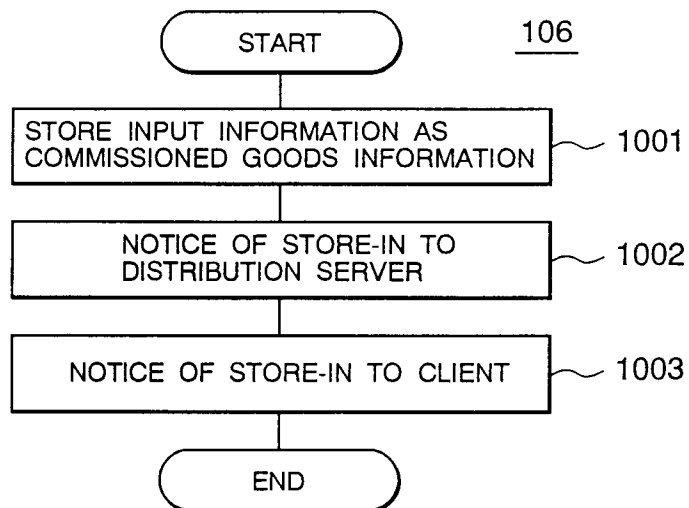 START
106
STORE INPUT INFORMATION AS
COMMISSIONED GOODS INFORMATION
1001
NOTICE OF STORE-IN TO
DISTRIBUTION SERVER
1002
NOTICE OF STORE-IN TO CLIENT
1003
END